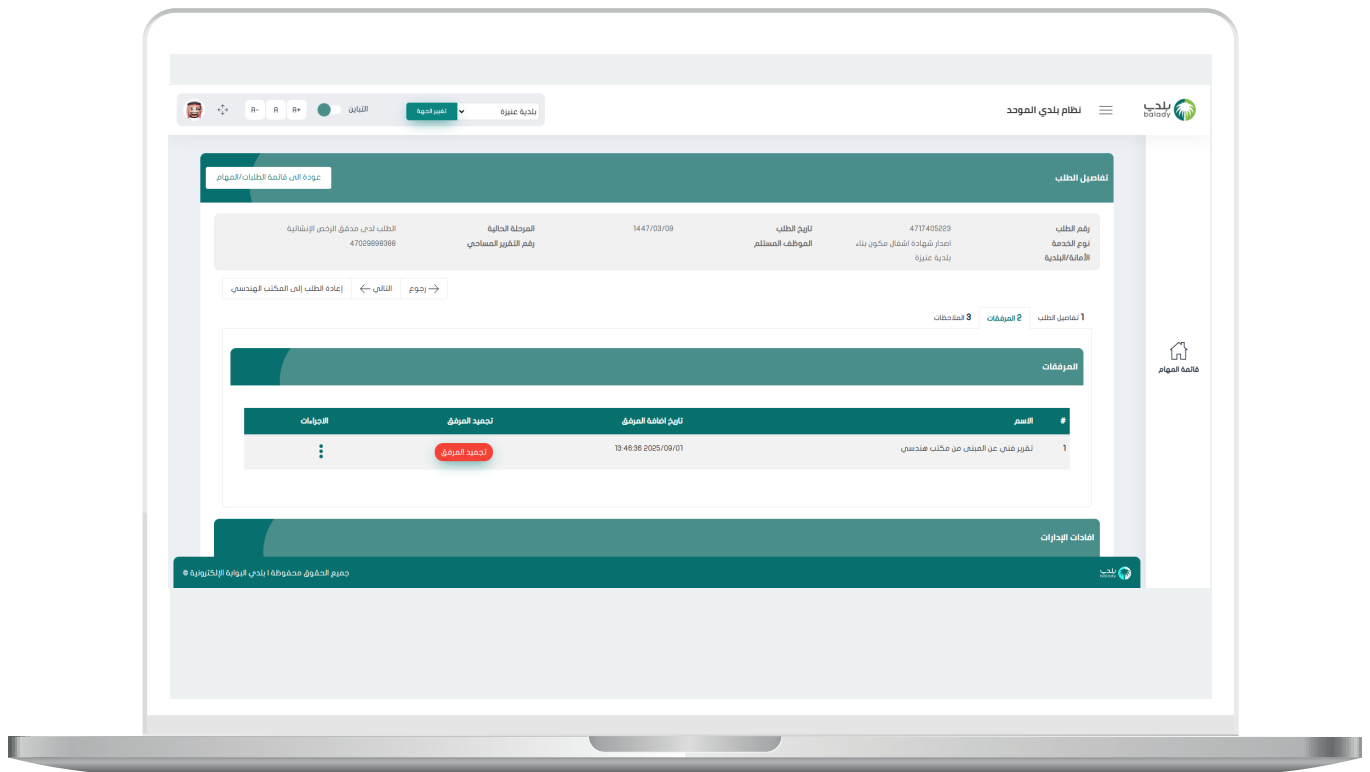 بلدي
balady
نظام بلدي الموحد
بلدية عنيزة
تغيير الجهة
التباين
A+
A
A-
تفاصيل الطلب
عودة الى قائمة الطلبات/المهام
رقم الطلب 4717405223 تاريخ الطلب 1447/03/09 المرحلة الحالية الطلب لدى مدقق الرخص الإنشائية
نوع الخدمة اصدار شهادة اشغال مكون بناء الموظف المستلم رقم التقرير المساحي 47029898388
الأمانة/البلدية بلدية عنيزة
رجوع
التالي
إعادة الطلب إلى المكتب الهندسي
1 تفاصيل الطلب
2 المرفقات
3 الملاحظات
قائمة المهام
المرفقات
# الاسم تاريخ اضافة المرفق تجميد المرفق الاجراءات
1 تقرير فني عن المبنى من مكتب هندسي 2025/09/01 13:46:36 تجميد المرفق
افادات الإدارات
بلدي
balady
جميع الحقوق محفوظة | بلدي البوابة الإلكترونية ©